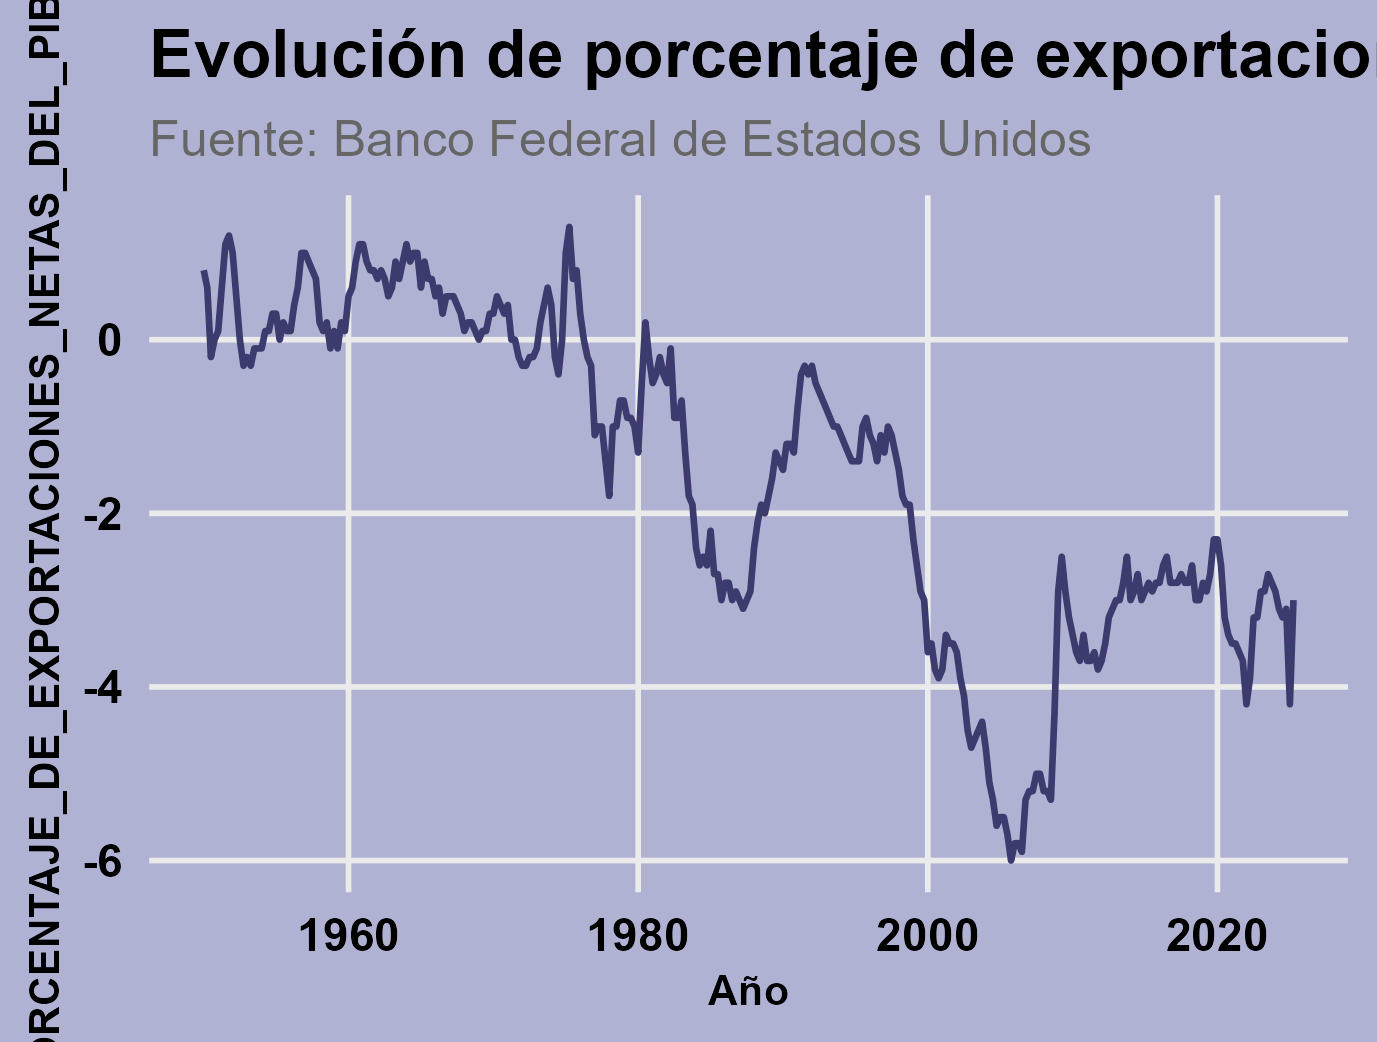 Evolución de porcentaje de exportacion
Fuente: Banco Federal de Estados Unidos
ORCENTAJE_DE_EXPORTACIONES_NETAS_DEL_PIB
0
-2
-4
-6
1960 1980 2000 2020
Año